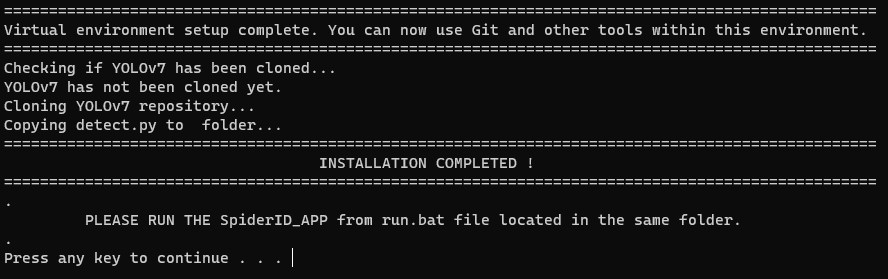 =================================================================================================
Virtual environment setup complete. You can now use Git and other tools within this environment.
=================================================================================================
Checking if YOLOv7 has been cloned...
YOLOv7 has not been cloned yet.
Cloning YOLOv7 repository...
Copying detect.py to  folder...
=================================================================================================
INSTALLATION COMPLETED !
=================================================================================================
.
PLEASE RUN THE SpiderID_APP from run.bat file located in the same folder.
.
Press any key to continue . . .